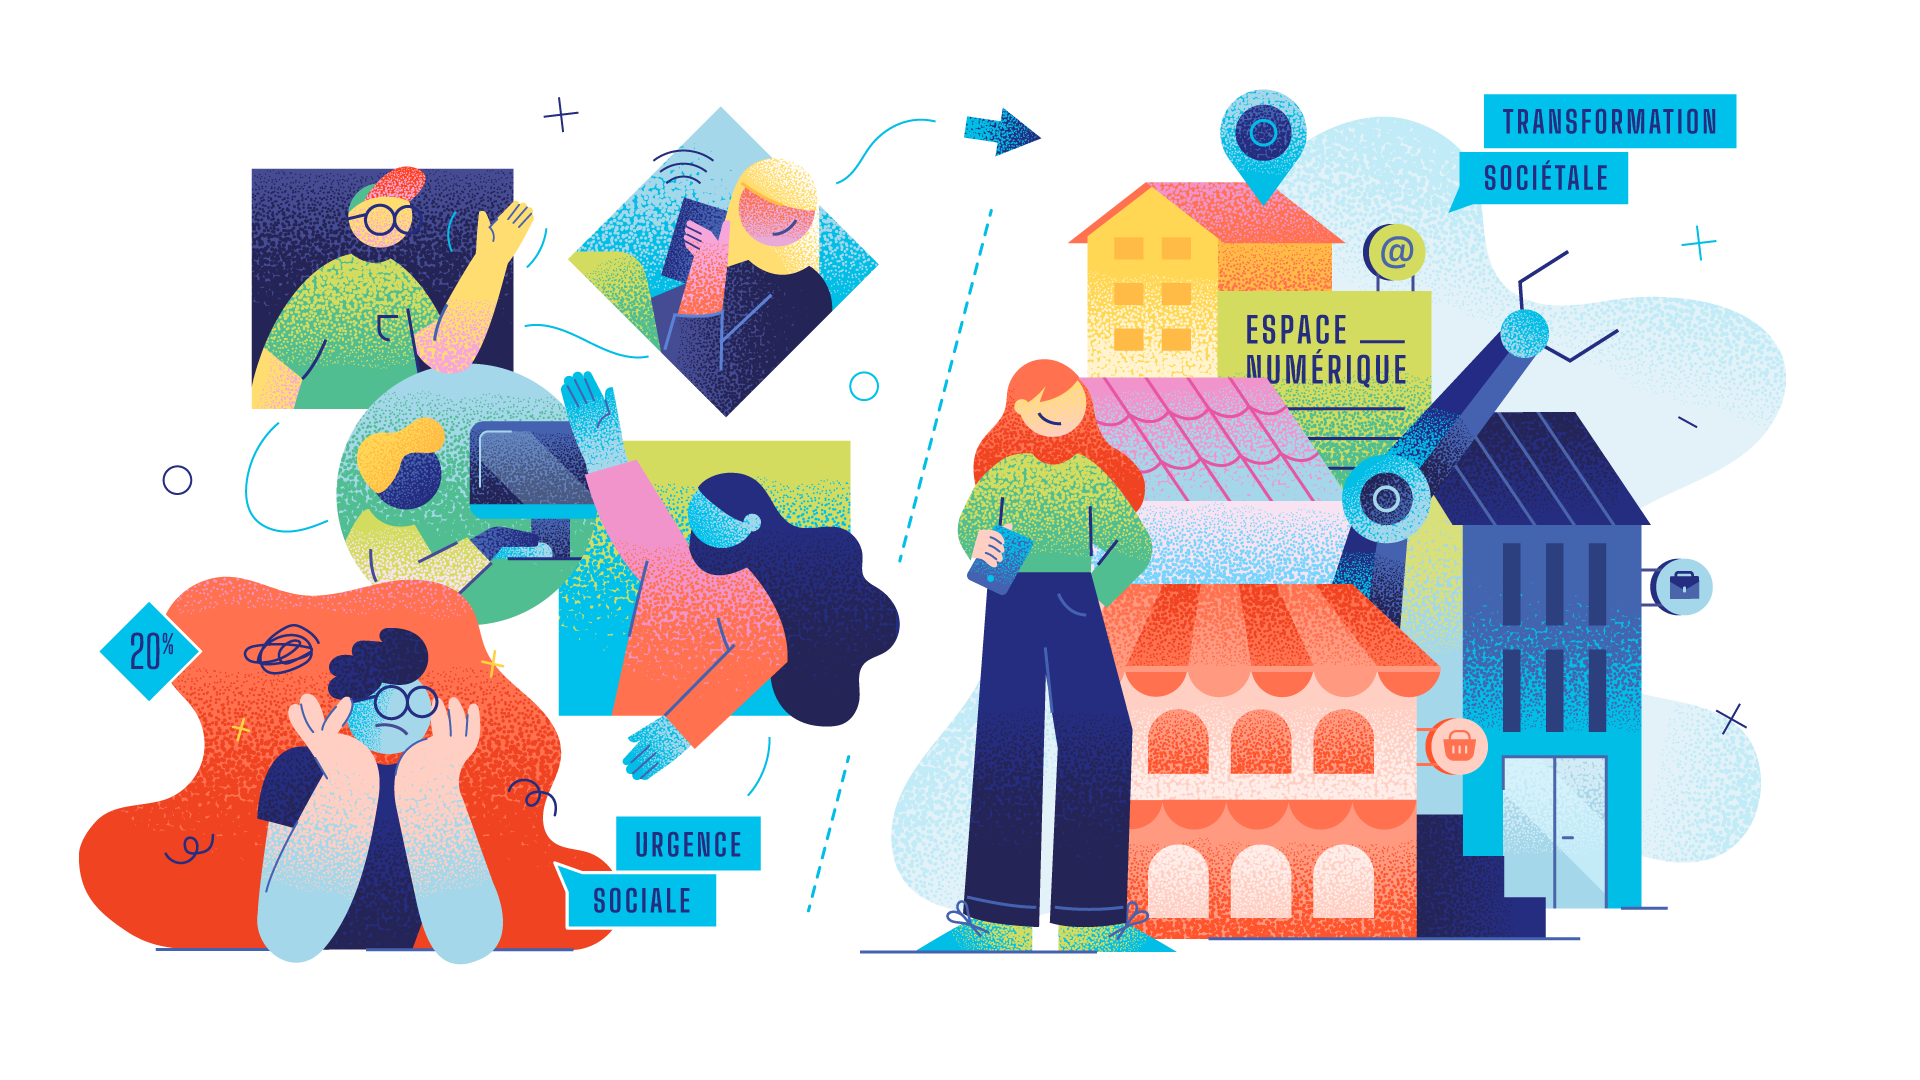 20%
URGENCE
SOCIALE
TRANSFORMATION
SOCIÉTALE
@
ESPACE
NUMÉRIQUE